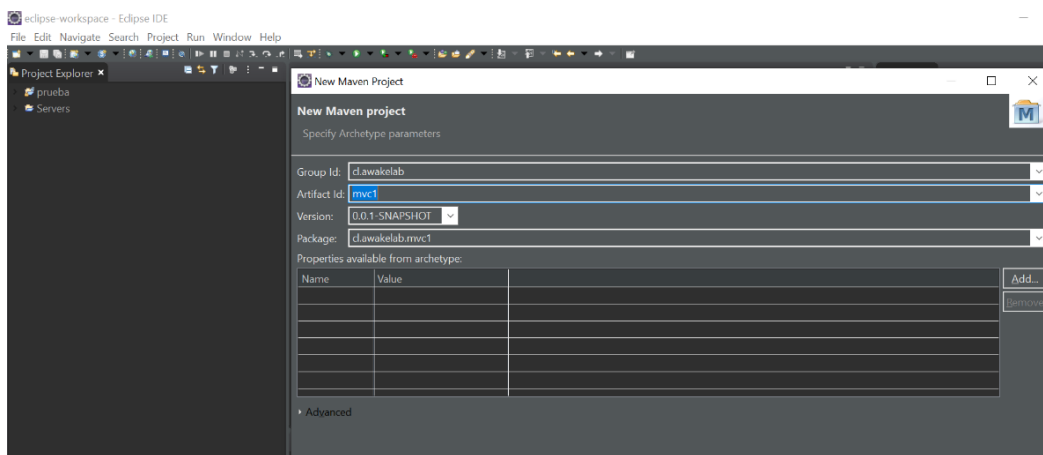 eclipse-workspace - Eclipse IDE
File Edit Navigate Search Project Run Window Help
Project Explorer
prueba
Servers
New Maven Project
New Maven project
M
Specify Archetype parameters
Group Id: cl.awakelab
Artifact Id: mvc1
Version: 0.0.1-SNAPSHOT
Package: cl.awakelab.mvc1
Properties available from archetype:
Name Value
Add...
Remove
Advanced